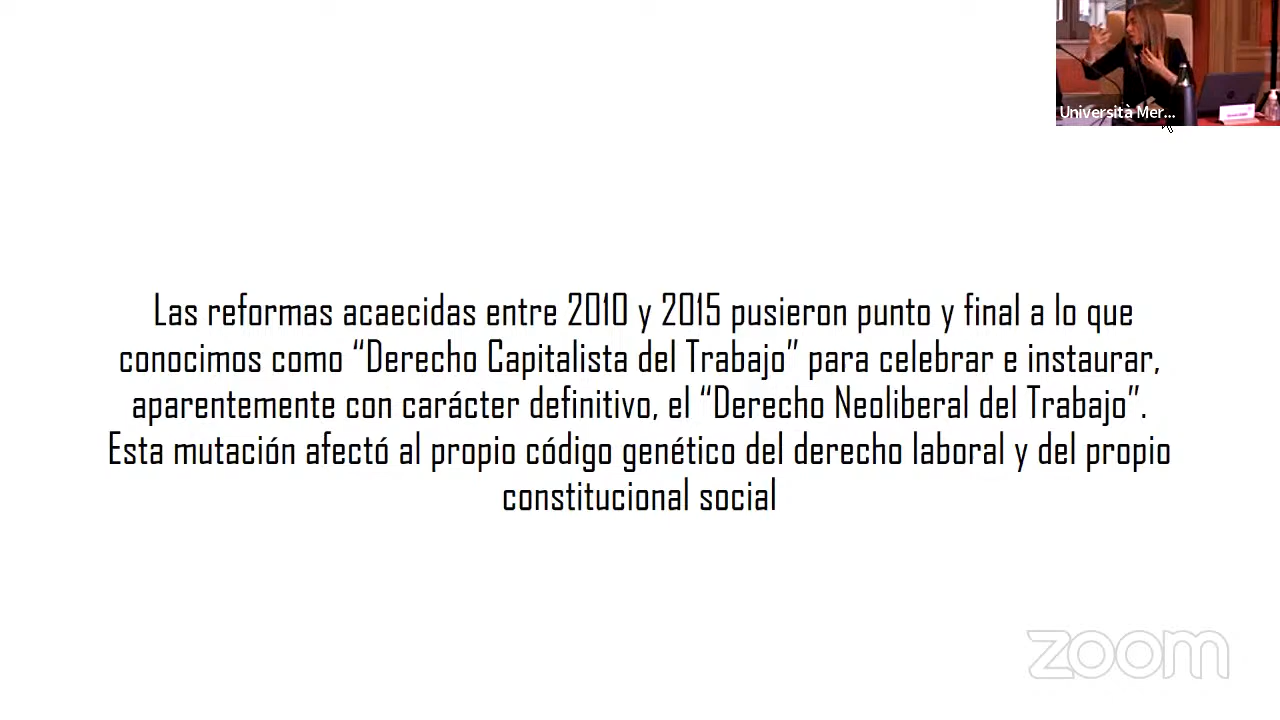 Università Mer...
Las reformas acaecidas entre 2010 y 2015 pusieron punto y final a lo que
conocimos como “Derecho Capitalista del Trabajo” para celebrar e instaurar,
aparentemente con carácter definitivo, el “Derecho Neoliberal del Trabajo”.
Esta mutación afectó al propio código genético del derecho laboral y del propio
constitucional social
zoom